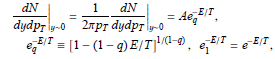 dN/dydp_T |_{y~0} = 1/2πp_T dN/dydp_T |_{y~0} = Ae_q^{-E/T},
e_q^{-E/T} ≡ [1 - (1 - q) E/T]^{1/(1-q)}, e_1^{-E/T} = e^{-E/T},